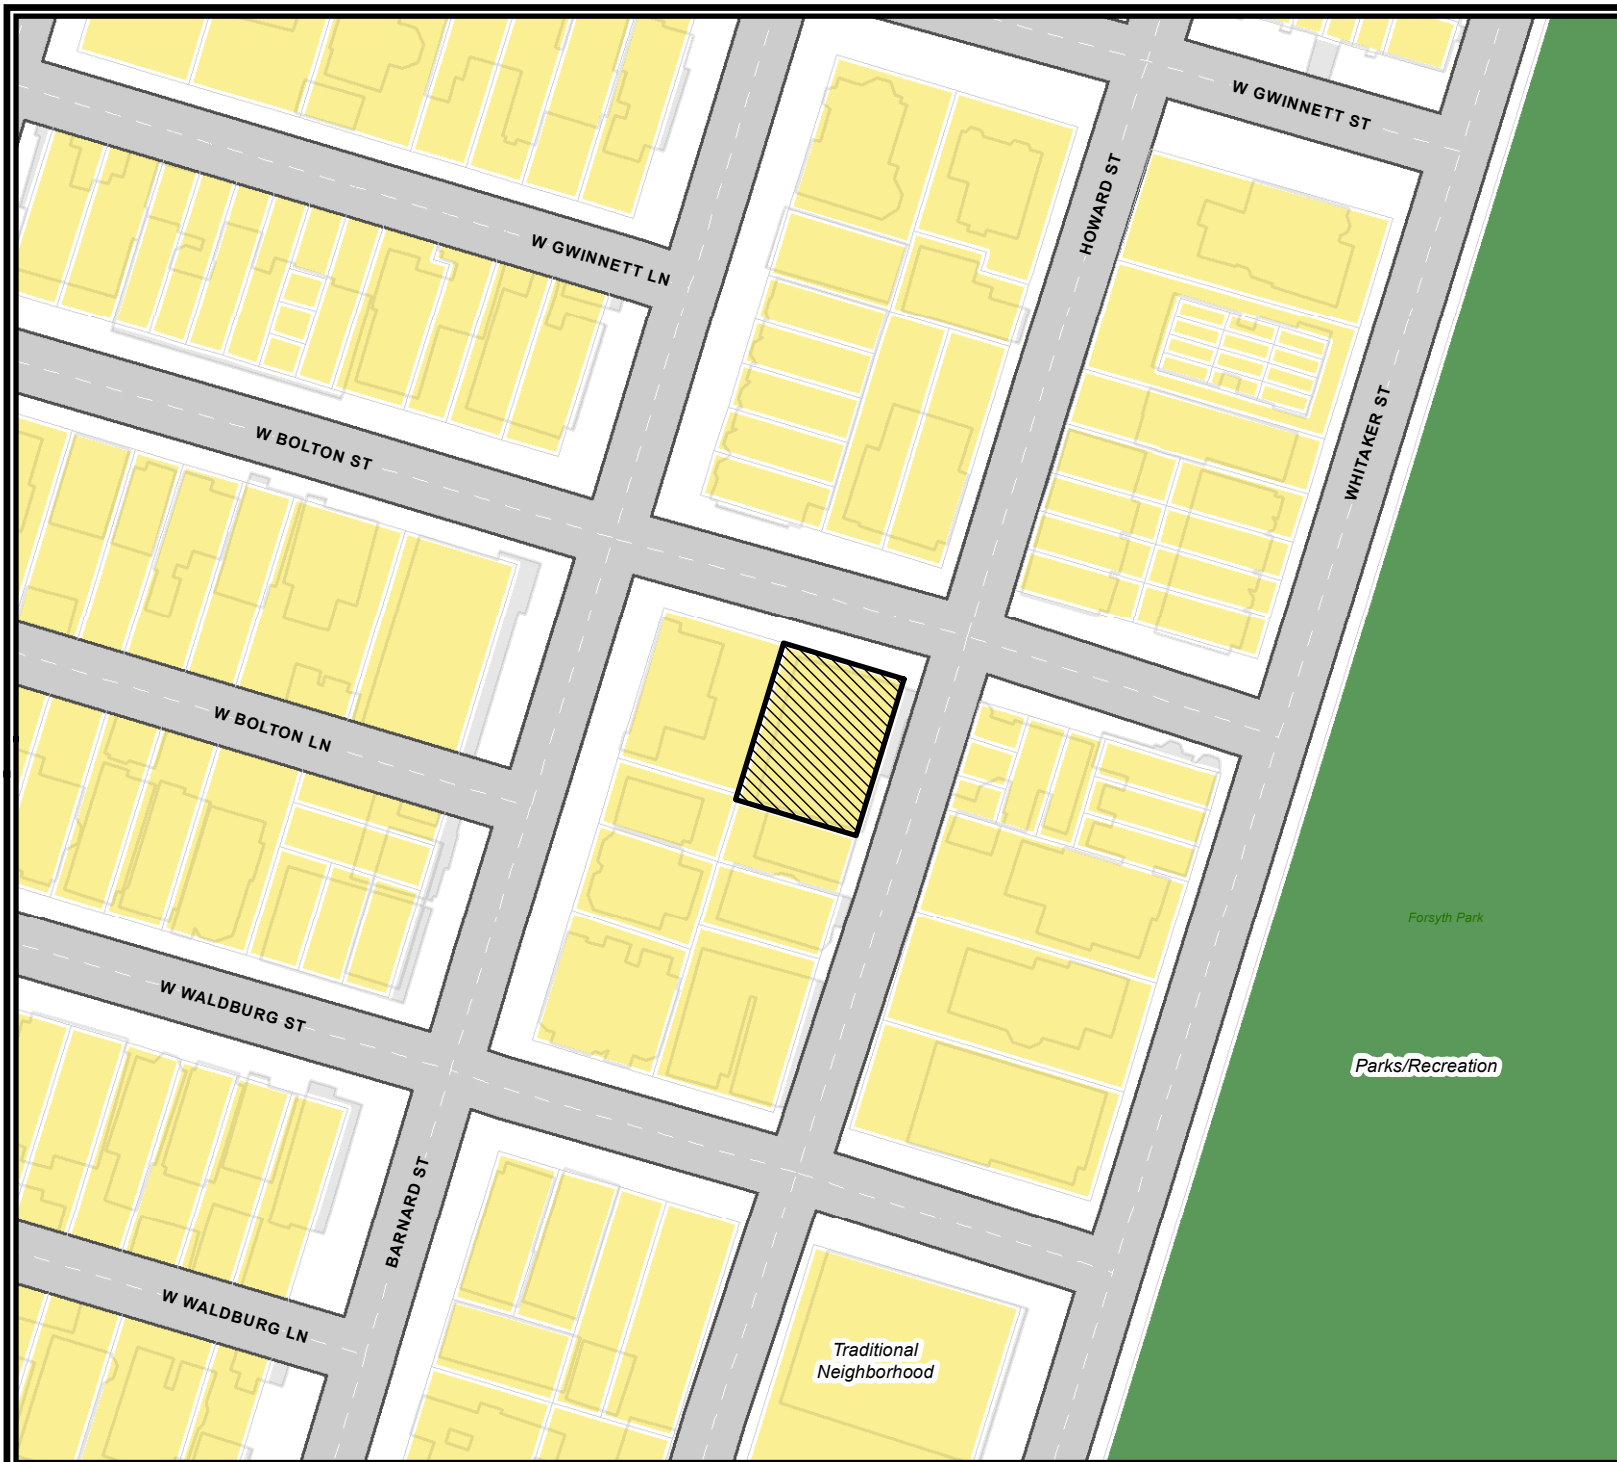 W GWINNETT ST
HOWARD ST
W GWINNETT LN
WHITAKER ST
W BOLTON ST
W BOLTON LN
Forsyth Park
W WALDBURG ST
Parks/Recreation
BARNARD ST
W WALDBURG LN
Traditional
Neighborhood